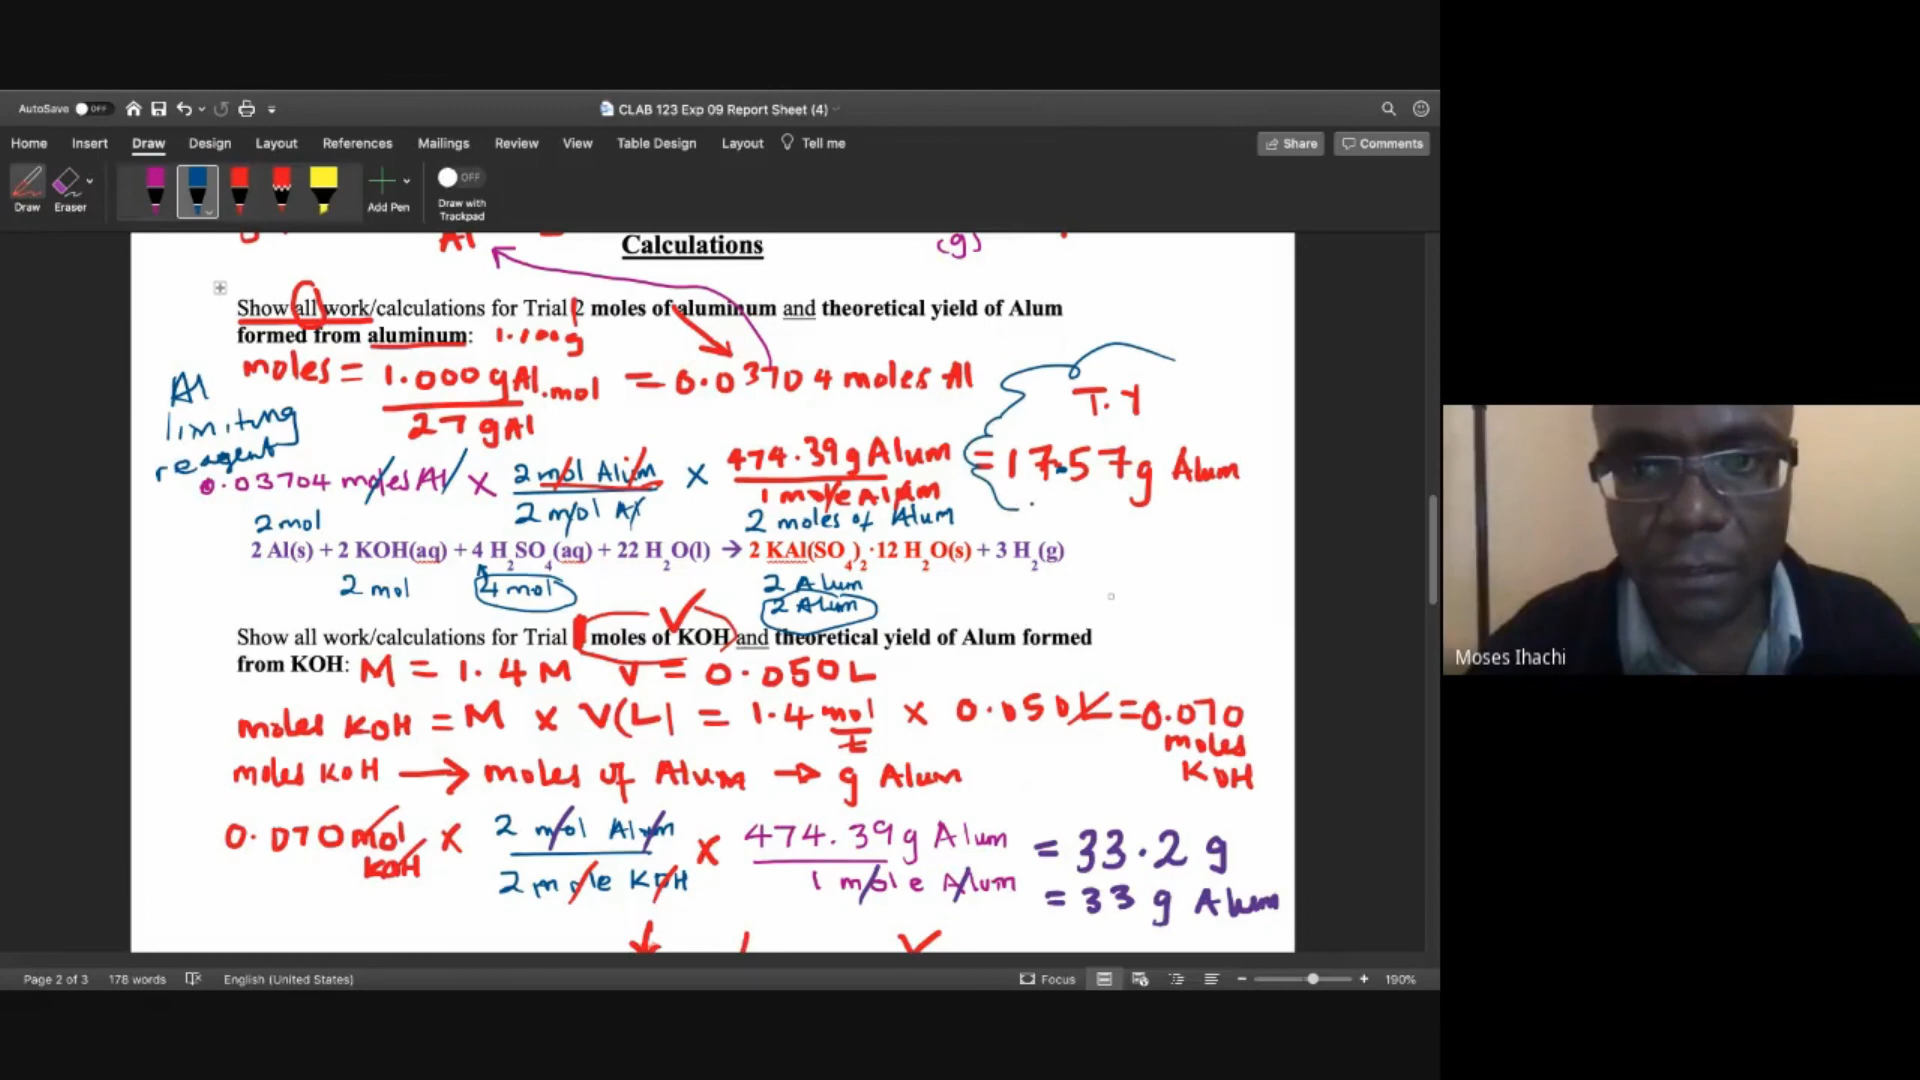 AutoSave OFF
CLAB 123 Exp 09 Report Sheet (4)
Home Insert Draw Design Layout References Mailings Review View Table Design Layout Tell me Share Comments
Draw Eraser Add Pen OFF Draw with Trackpad
Al (g)
Calculations
Show all work/calculations for Trial 2 moles of aluminum and theoretical yield of Alum
formed from aluminum:
moles = 1.000 g Al . mol = 0.03704 moles Al
27 g Al
Al
limiting
reagent
T.Y
0.03704 moles Al × 2 mol Alum × 474.39 g Alum = 17.57 g Alum
2 mol Al 1 mole Alum
2 mol 2 moles of Alum
2 Al(s) + 2 KOH(aq) + 4 H2SO4(aq) + 22 H2O(l) → 2 KAl(SO4)2·12 H2O(s) + 3 H2(g)
2 mol 4 mol 2 Alum
2 Alum
Show all work/calculations for Trial moles of KOH and theoretical yield of Alum formed
from KOH: M = 1.4 M V = 0.050L
moles KOH = M × V(L) = 1.4 mol × 0.050 L = 0.070
L moles
KOH
moles KOH → moles of Alum → g Alum
0.070 mol × 2 mol Alum × 474.39 g Alum = 33.2 g
KOH 2 mole KOH 1 mole Alum = 33 g Alum
Page 2 of 3 178 words English (United States) Focus 190%
Moses Ihachi